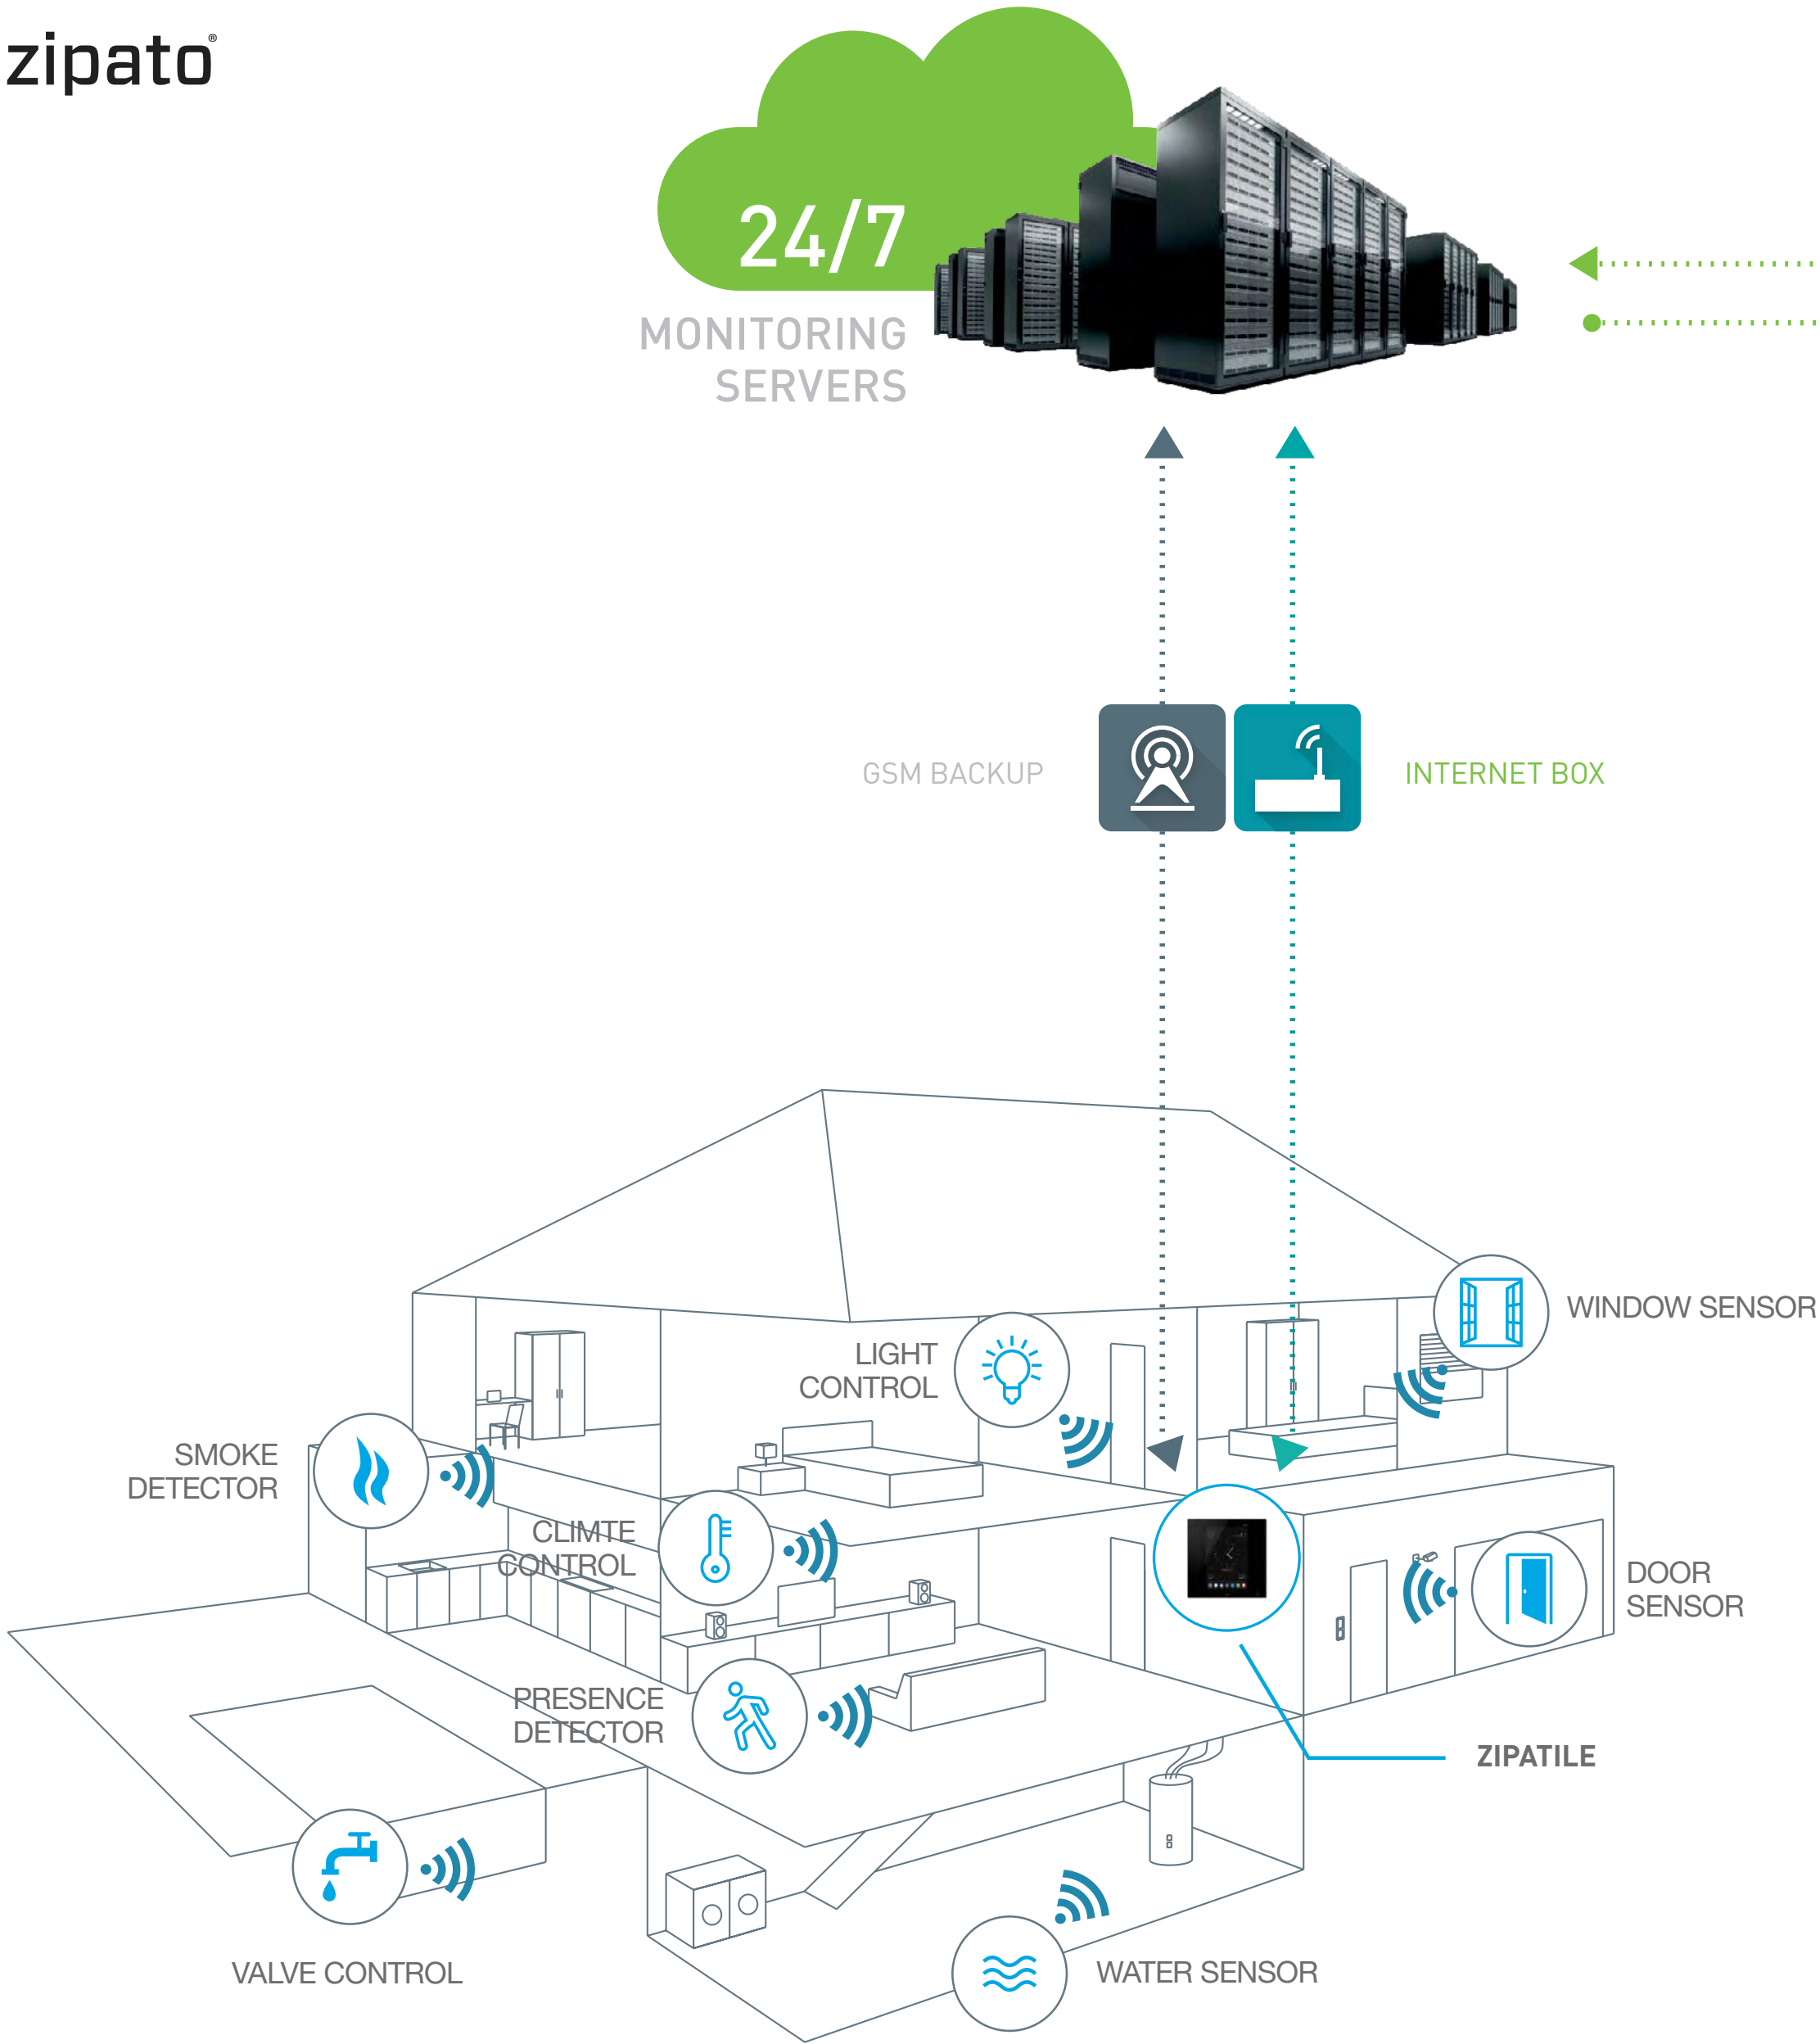 zipato®
24/7
MONITORING
SERVERS
GSM BACKUP
INTERNET BOX
WINDOW SENSOR
LIGHT
CONTROL
SMOKE
DETECTOR
CLIMTE
CONTROL
DOOR
SENSOR
PRESENCE
DETECTOR
ZIPATILE
VALVE CONTROL
WATER SENSOR